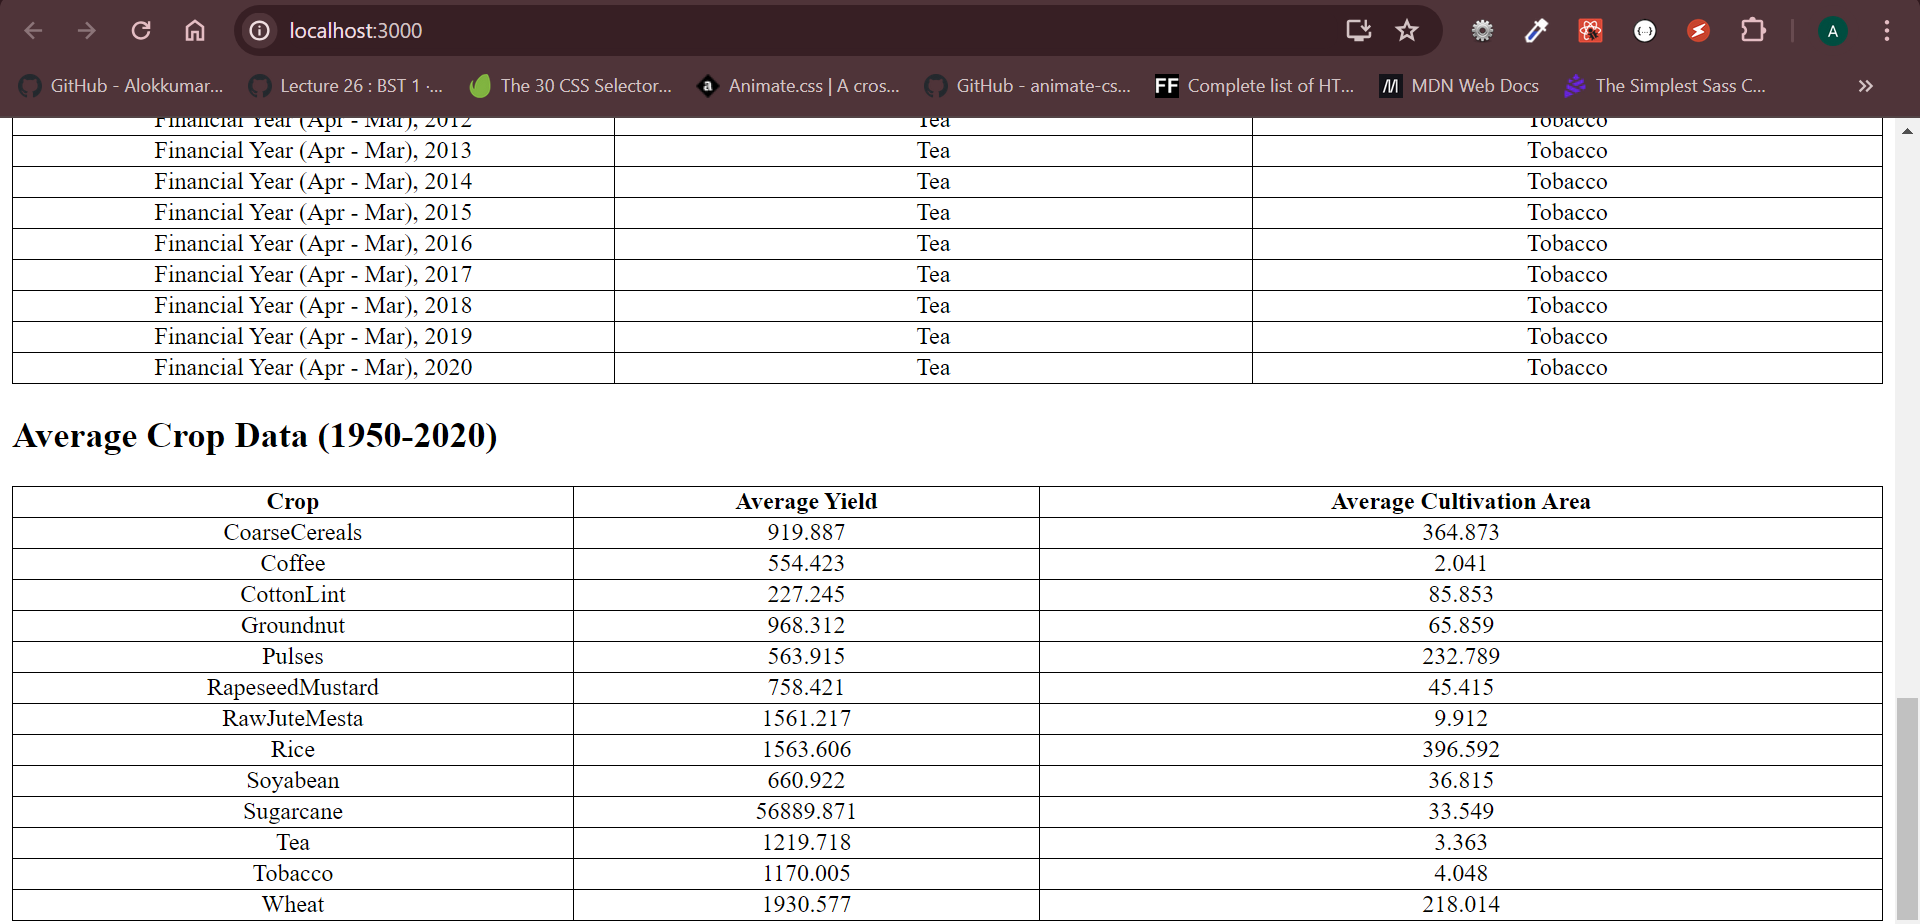 localhost:3000
A
GitHub - Alokkumar... Lecture 26 : BST 1 -... The 30 CSS Selector... a Animate.css | A cros... GitHub - animate-cs... FF Complete list of HT... M MDN Web Docs The Simplest Sass C... »
Financial Year (Apr - Mar), 2012 Tea Tobacco
Financial Year (Apr - Mar), 2013 Tea Tobacco
Financial Year (Apr - Mar), 2014 Tea Tobacco
Financial Year (Apr - Mar), 2015 Tea Tobacco
Financial Year (Apr - Mar), 2016 Tea Tobacco
Financial Year (Apr - Mar), 2017 Tea Tobacco
Financial Year (Apr - Mar), 2018 Tea Tobacco
Financial Year (Apr - Mar), 2019 Tea Tobacco
Financial Year (Apr - Mar), 2020 Tea Tobacco
Average Crop Data (1950-2020)
Crop Average Yield Average Cultivation Area
CoarseCereals 919.887 364.873
Coffee 554.423 2.041
CottonLint 227.245 85.853
Groundnut 968.312 65.859
Pulses 563.915 232.789
RapeseedMustard 758.421 45.415
RawJuteMesta 1561.217 9.912
Rice 1563.606 396.592
Soyabean 660.922 36.815
Sugarcane 56889.871 33.549
Tea 1219.718 3.363
Tobacco 1170.005 4.048
Wheat 1930.577 218.014